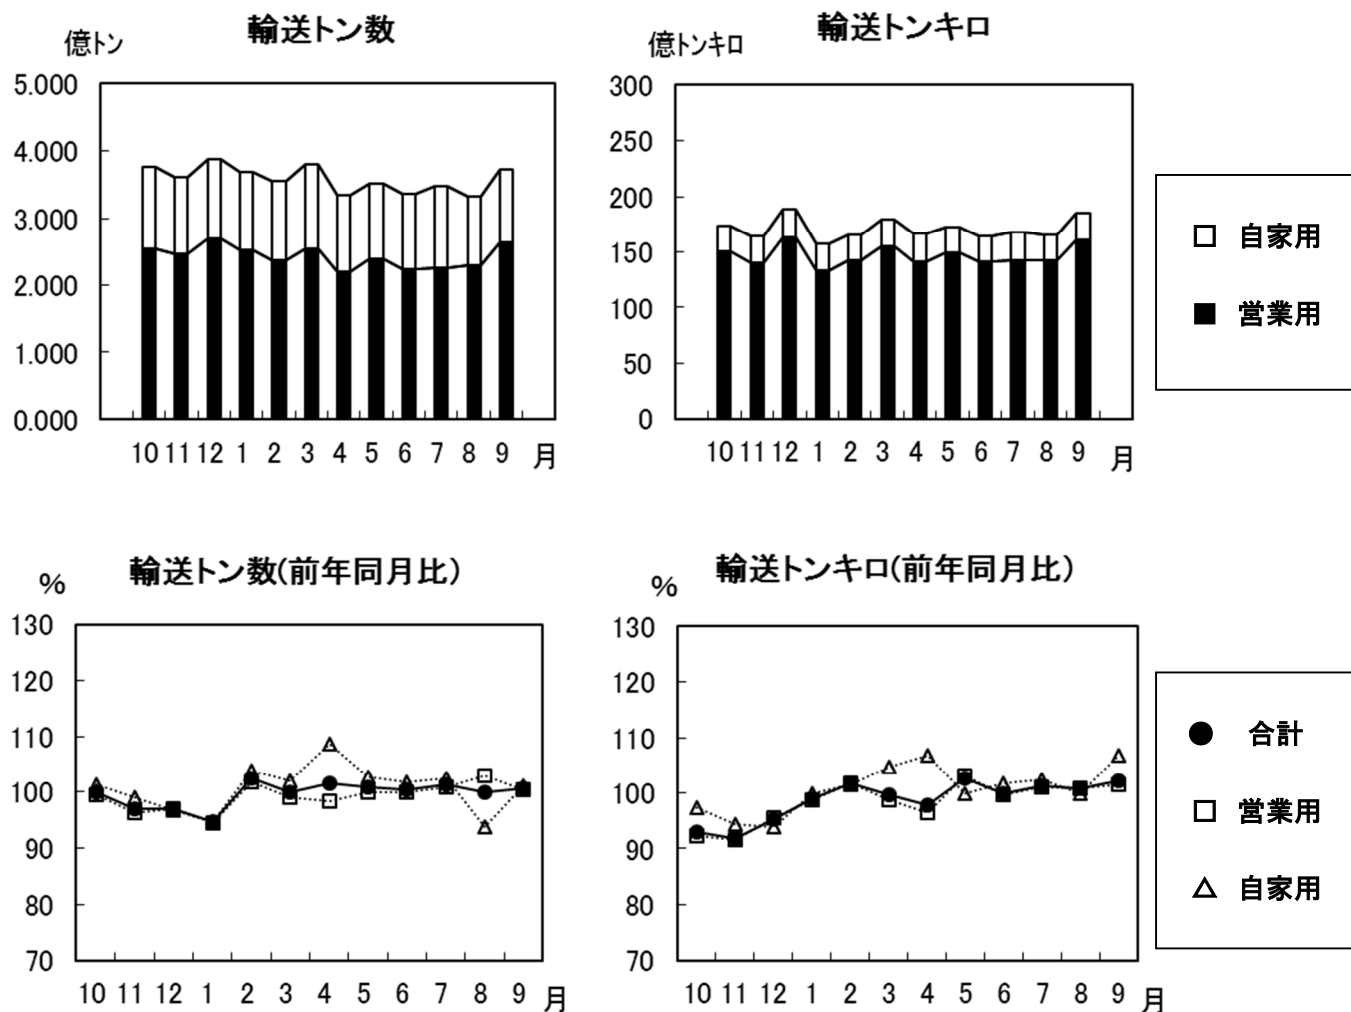 輸送トン数
億トン
5.000
4.000
3.000
2.000
1.000
0.000
10 11 12 1 2 3 4 5 6 7 8 9 月
輸送トンキロ
億トンキロ
300
250
200
150
100
50
0
10 11 12 1 2 3 4 5 6 7 8 9 月
自家用
営業用
輸送トン数(前年同月比)
%
130
120
110
100
90
80
70
10 11 12 1 2 3 4 5 6 7 8 9 月
輸送トンキロ(前年同月比)
%
130
120
110
100
90
80
70
10 11 12 1 2 3 4 5 6 7 8 9 月
合計
営業用
自家用